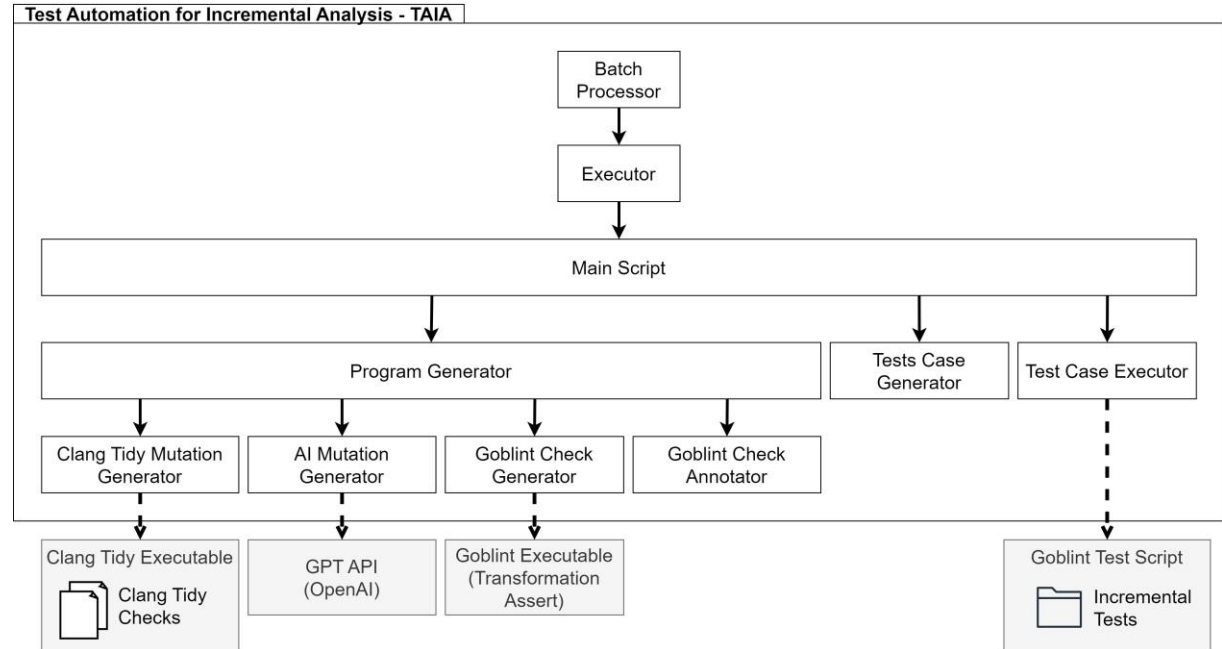 Test Automation for Incremental Analysis - TAIA
Batch
Processor
Executor
Main Script
Program Generator
Tests Case
Generator
Test Case Executor
Clang Tidy Mutation
Generator
AI Mutation
Generator
Goblint Check
Generator
Goblint Check
Annotator
Clang Tidy Executable
Clang Tidy
Checks
GPT API
(OpenAI)
Goblint Executable
(Transformation
Assert)
Goblint Test Script
Incremental
Tests